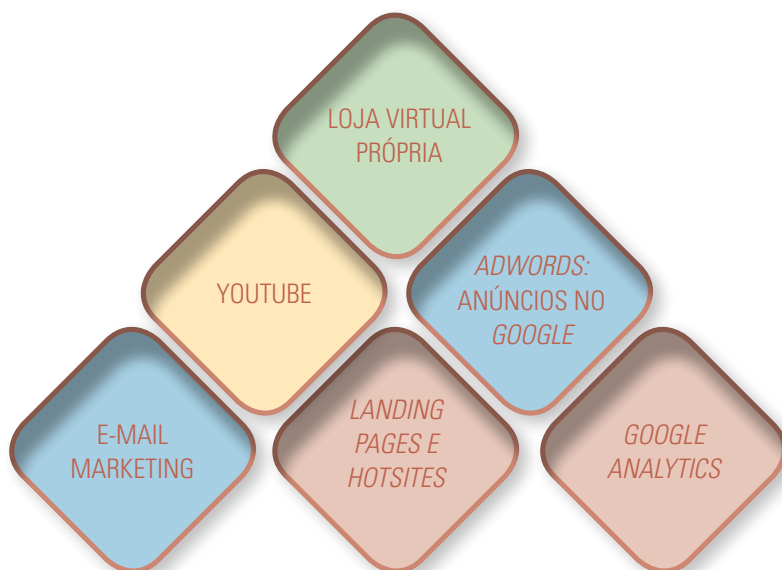 LOJA VIRTUAL
PRÓPRIA
YOUTUBE
ADWORDS:
ANÚNCIOS NO
GOOGLE
E-MAIL
MARKETING
LANDING
PAGES E
HOTSITES
GOOGLE
ANALYTICS